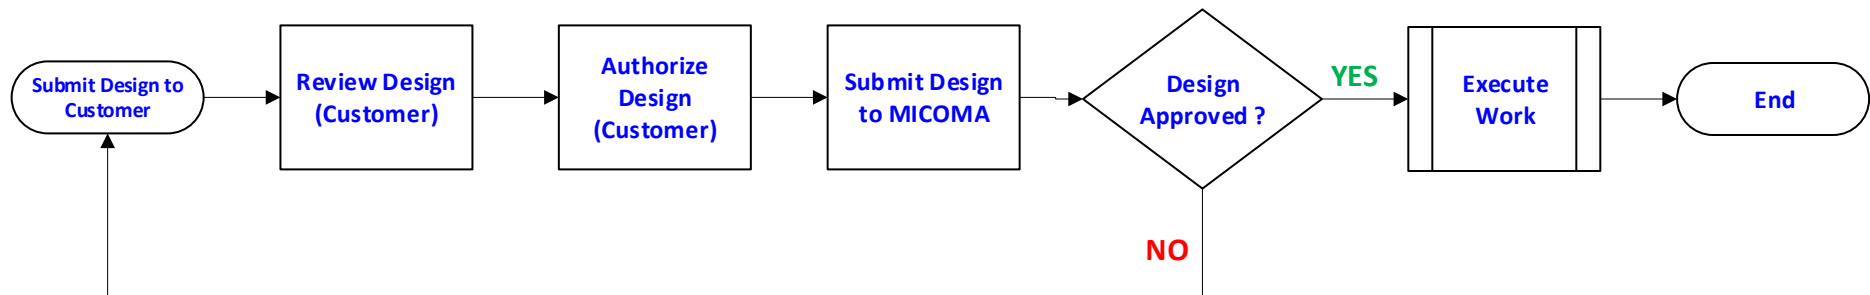 Submit Design to
Customer
Review Design
(Customer)
Authorize
Design
(Customer)
Submit Design
to MICOMA
Design
Approved ?
YES
NO
Execute
Work
End